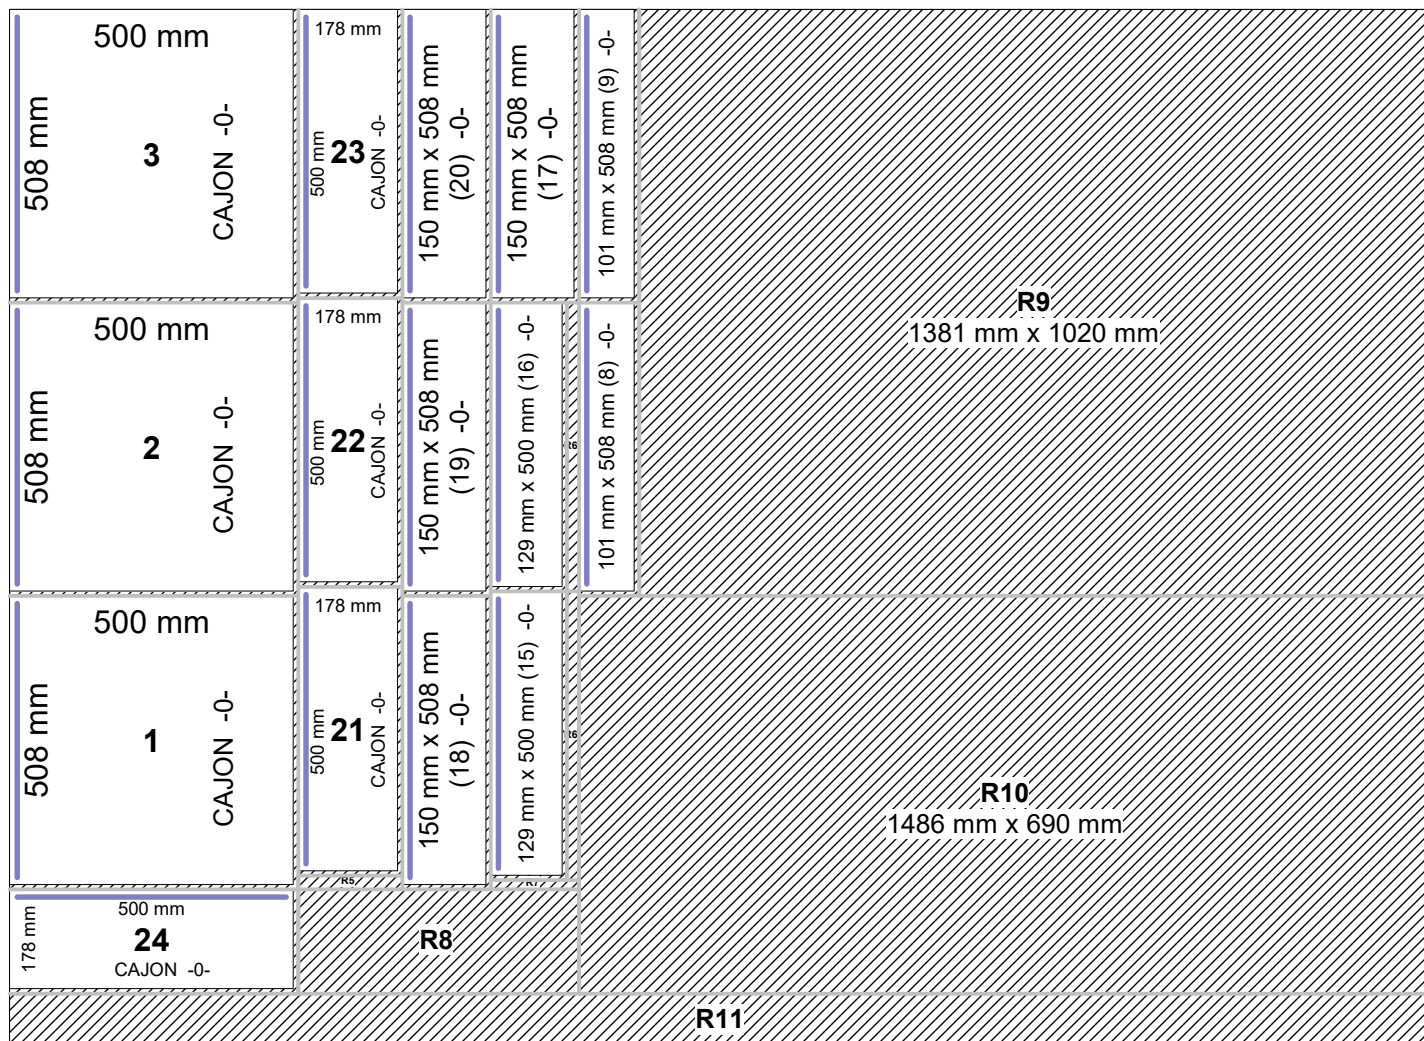 500 mm
508 mm
3
CAJON -0-
178 mm
500 mm
23
CAJON -0-
150 mm x 508 mm
(20) -0-
150 mm x 508 mm
(17) -0-
101 mm x 508 mm (9) -0-
R9
1381 mm x 1020 mm
500 mm
508 mm
2
CAJON -0-
178 mm
500 mm
22
CAJON -0-
150 mm x 508 mm
(19) -0-
129 mm x 500 mm (16) -0-
101 mm x 508 mm (8) -0-
500 mm
508 mm
1
CAJON -0-
178 mm
500 mm
21
CAJON -0-
150 mm x 508 mm
(18) -0-
129 mm x 500 mm (15) -0-
R10
1486 mm x 690 mm
R5
500 mm
178 mm
24
CAJON -0-
R8
R11